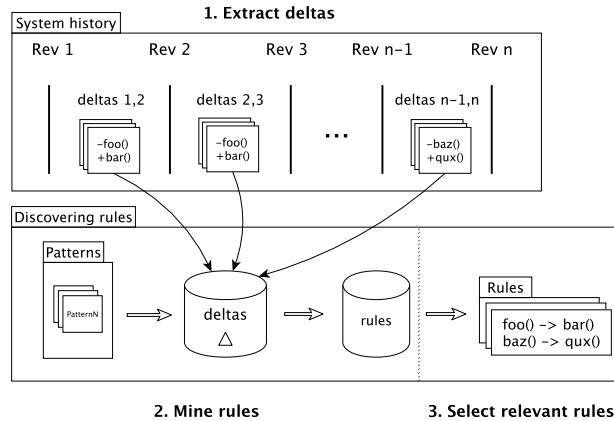 1. Extract deltas
System history
Rev 1 Rev 2 Rev 3 Rev n-1 Rev n
deltas 1,2 deltas 2,3 deltas n-1,n
...
-foo()
+bar()
-foo()
+bar()
-baz()
+qux()
Discovering rules
Patterns
PatternN
deltas
△
rules
Rules
foo() -> bar()
baz() -> qux()
2. Mine rules
3. Select relevant rules